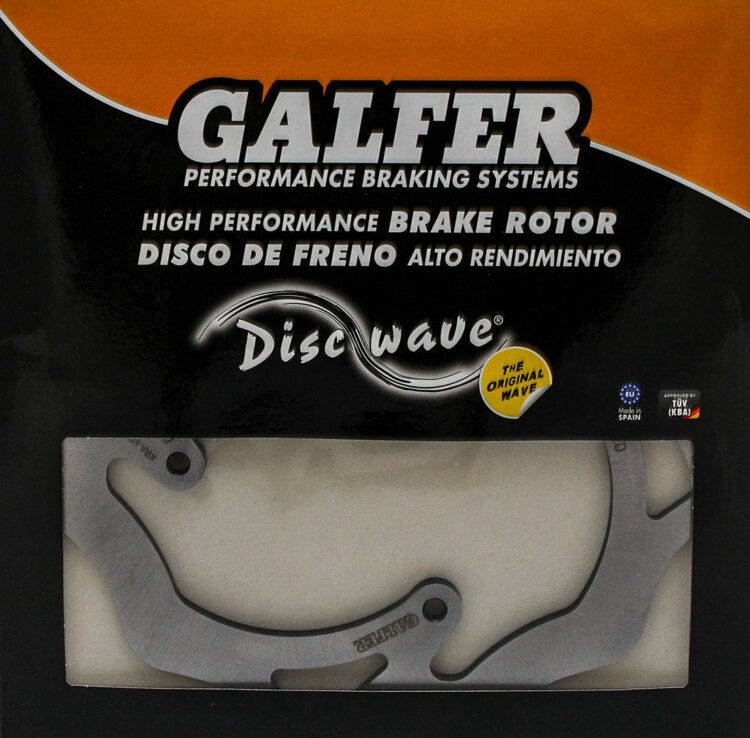 GALFER
PERFORMANCE BRAKING SYSTEMS
HIGH PERFORMANCE BRAKE ROTOR
DISCO DE FRENO ALTO RENDIMIENTO
Disc wave®
THE
ORIGINAL
WAVE
EU
Made in
SPAIN
APPROVED BY
TÜV
(KBA)
KBA
GALFER